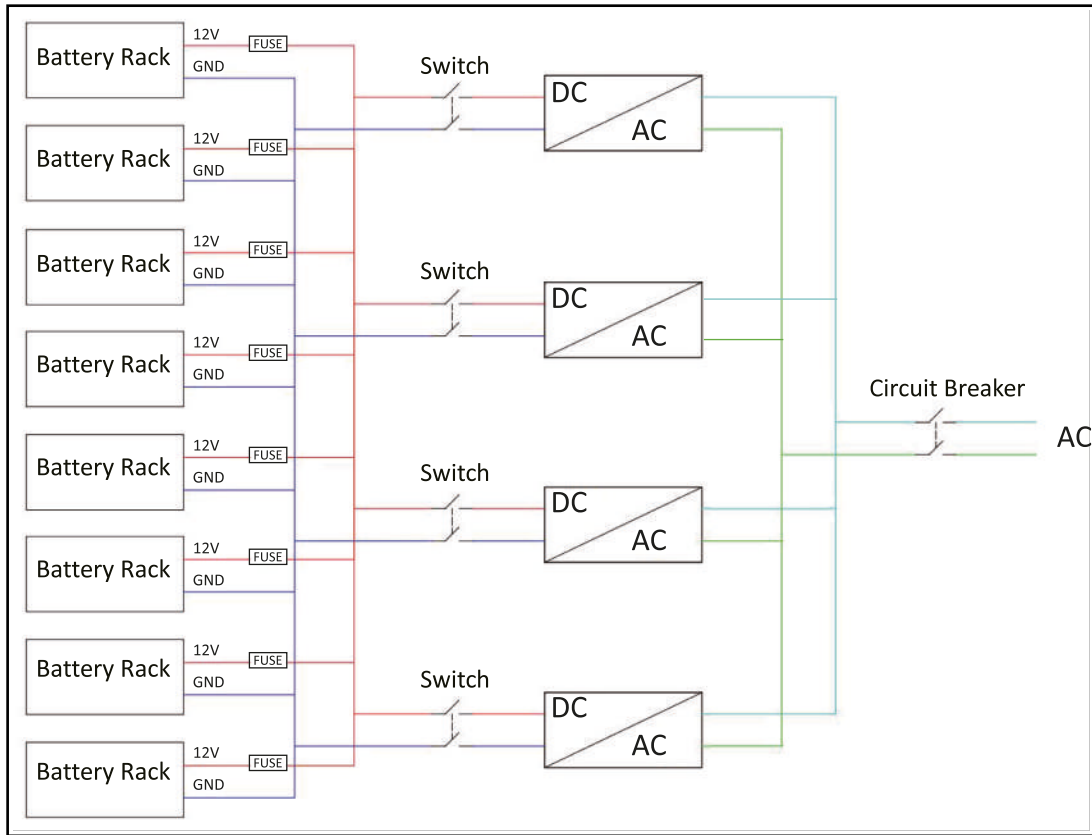 12V
FUSE
Battery Rack
GND
Switch
DC
AC
12V
FUSE
Battery Rack
GND
12V
FUSE
Battery Rack
GND
Switch
DC
AC
12V
FUSE
Battery Rack
GND
Circuit Breaker
AC
12V
FUSE
Battery Rack
GND
Switch
DC
AC
12V
FUSE
Battery Rack
GND
12V
FUSE
Battery Rack
GND
Switch
DC
AC
12V
FUSE
Battery Rack
GND